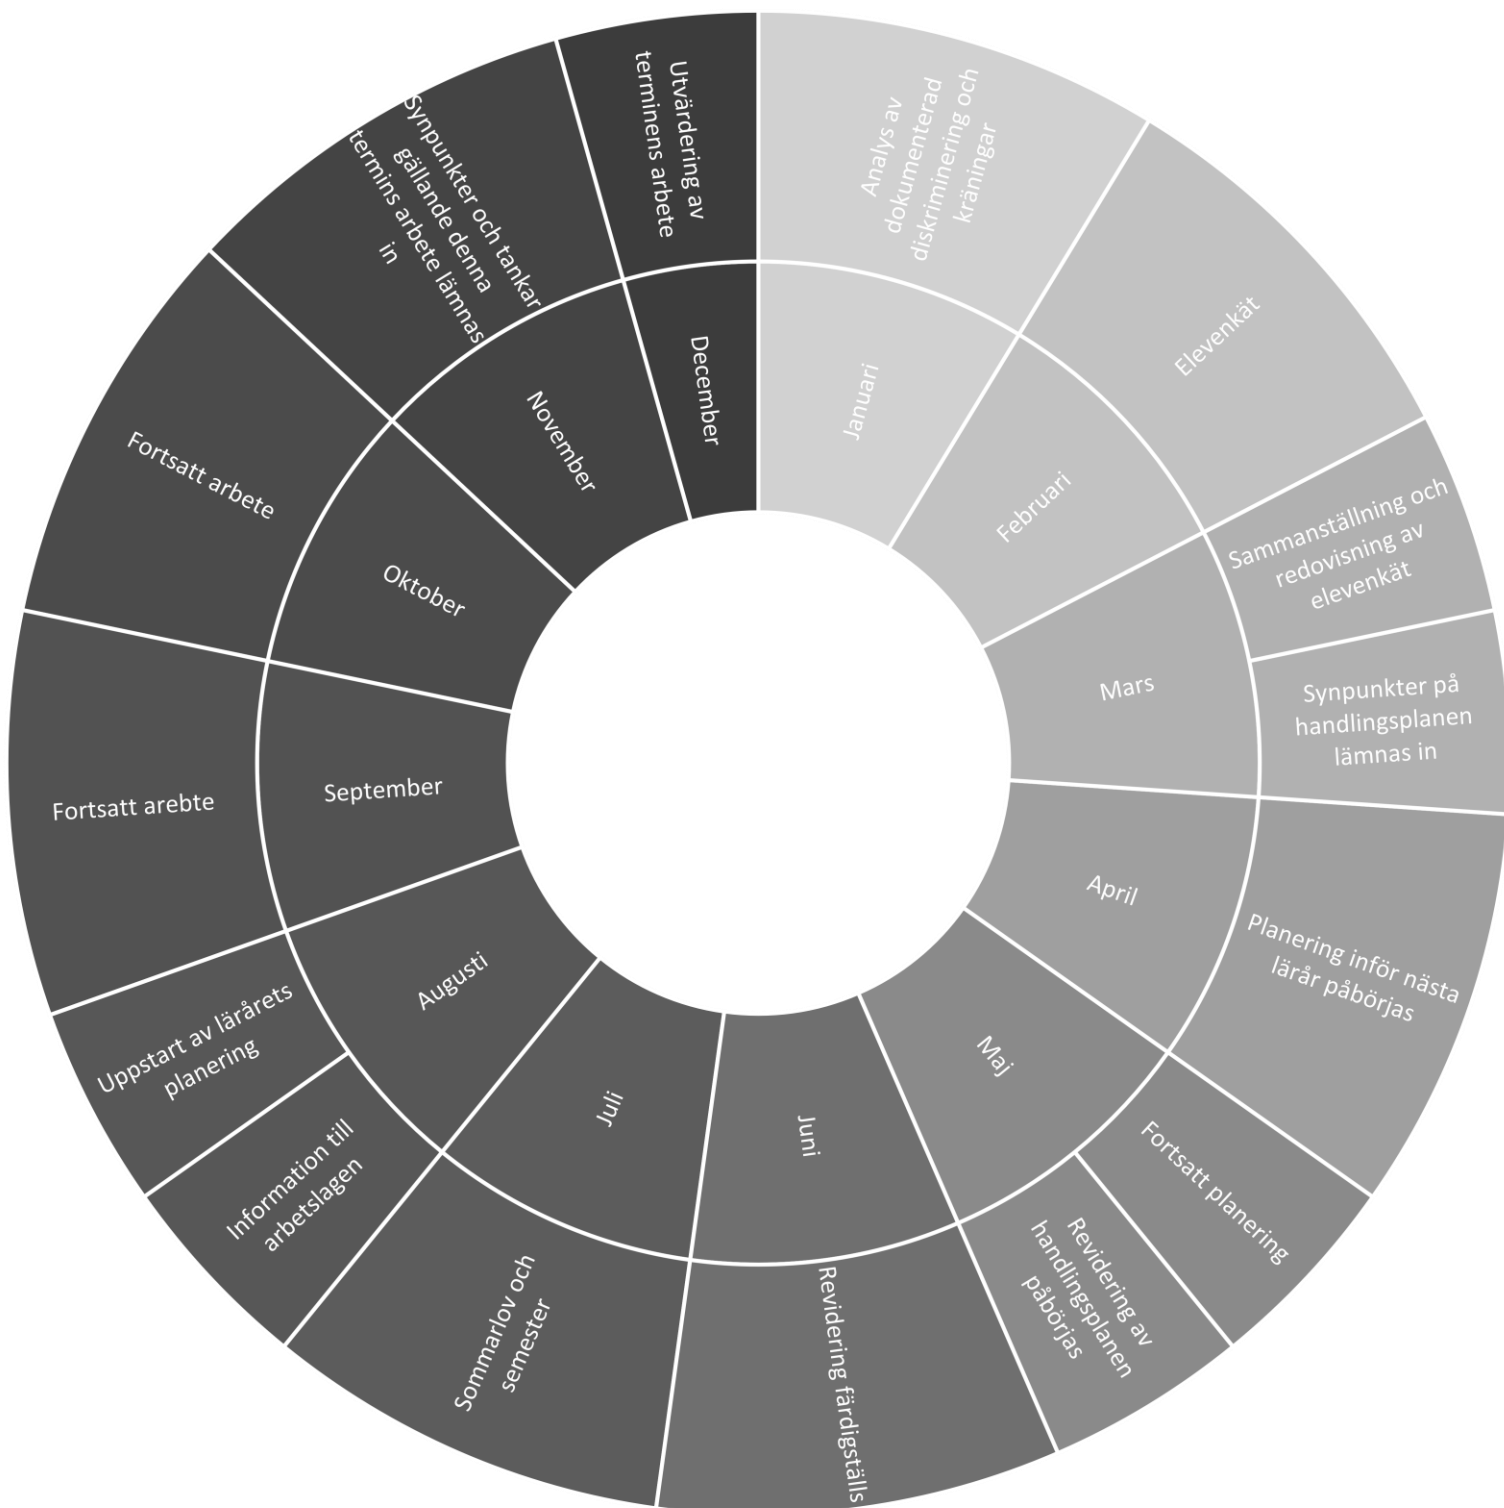 Januari
Analys av
dokumenterad
diskriminering och
kräningar
Februari
Elevenkät
Mars
Sammanställning och
redovisning av
elevenkät
Synpunkter på
handlingsplanen
lämnas in
April
Planering inför nästa
lärår påbörjas
Maj
Fortsatt planering
Revidering av
handlingsplanen
påbörjas
Juni
Revidering färdigställs
Juli
Sommarlov och
semester
Augusti
Information till
arbetslagen
Uppstart av lärårets
planering
September
Fortsatt arebte
Oktober
Fortsatt arbete
November
Synpunkter och tankar
gällande denna
termins arbete lämnas
in
December
Utvärdering av
terminens arbete